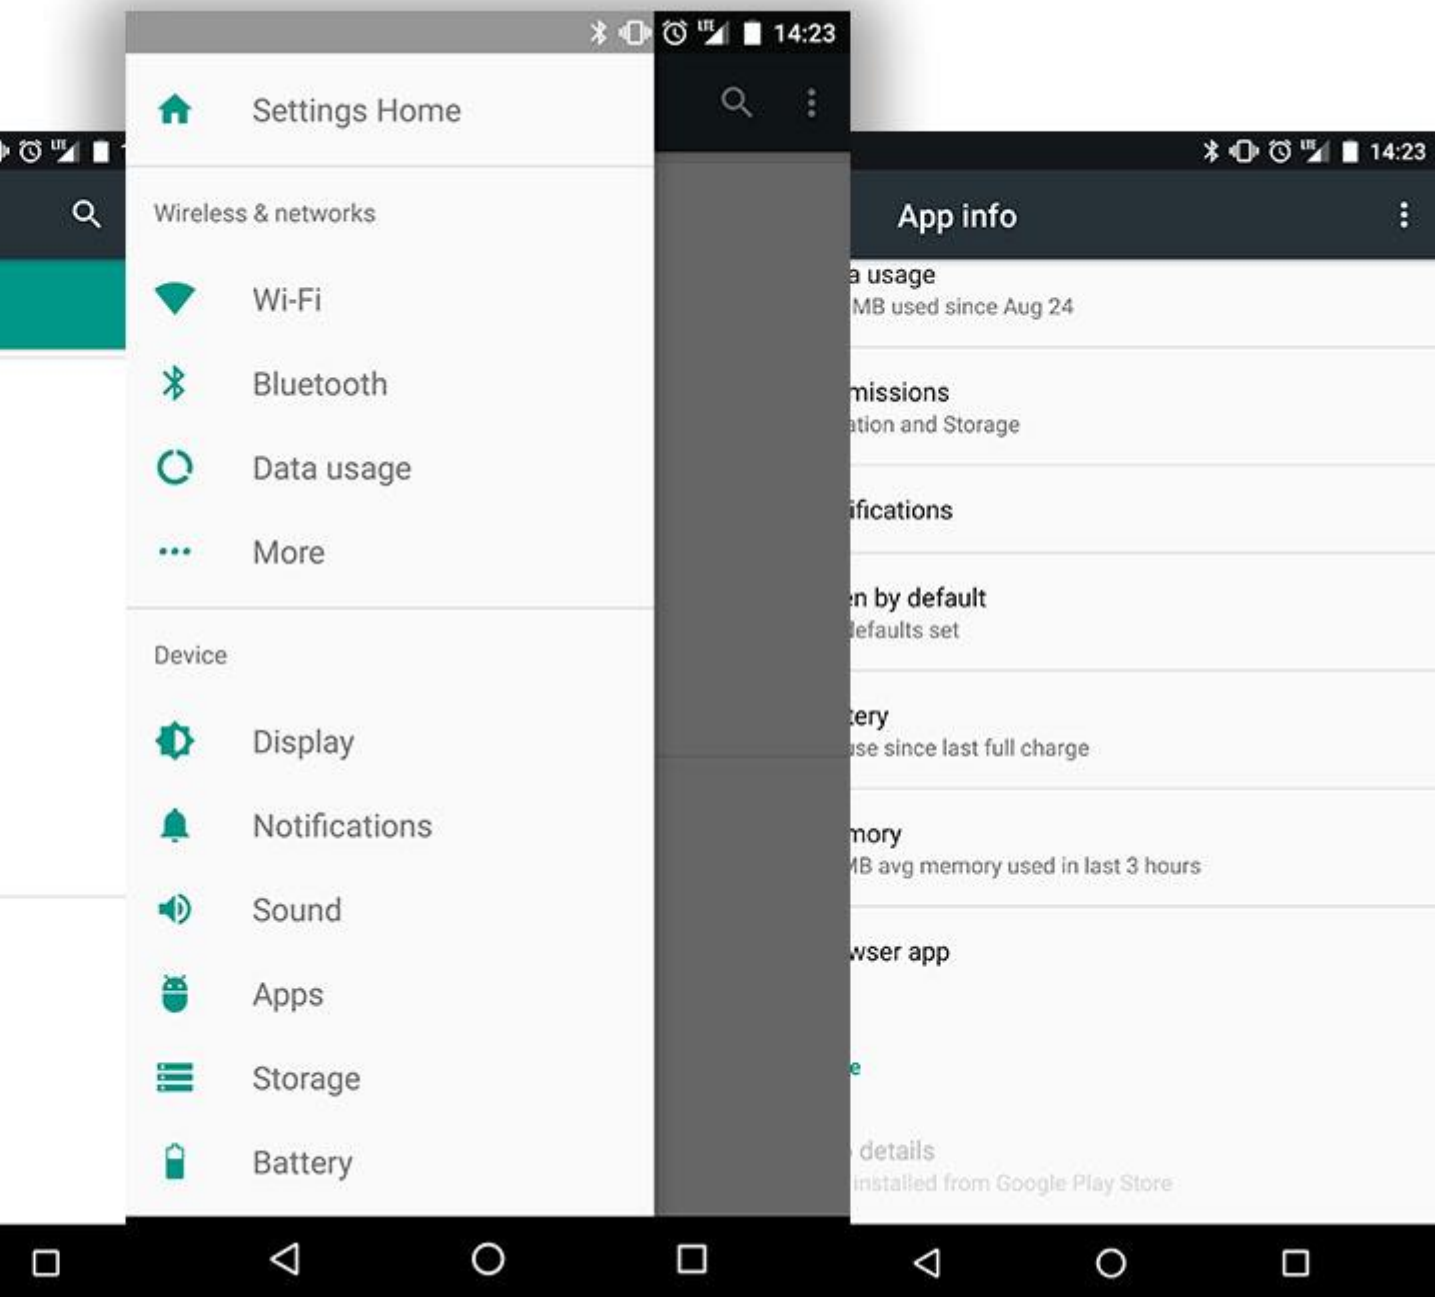 LTE 14:23
Settings Home
Wireless & networks
Wi-Fi
Bluetooth
Data usage
More
Device
Display
Notifications
Sound
Apps
Storage
Battery
LTE
LTE 14:23
App info
a usage
MB used since Aug 24
missions
ation and Storage
ifications
en by default
defaults set
tery
use since last full charge
mory
MB avg memory used in last 3 hours
wser app
e
details
installed from Google Play Store